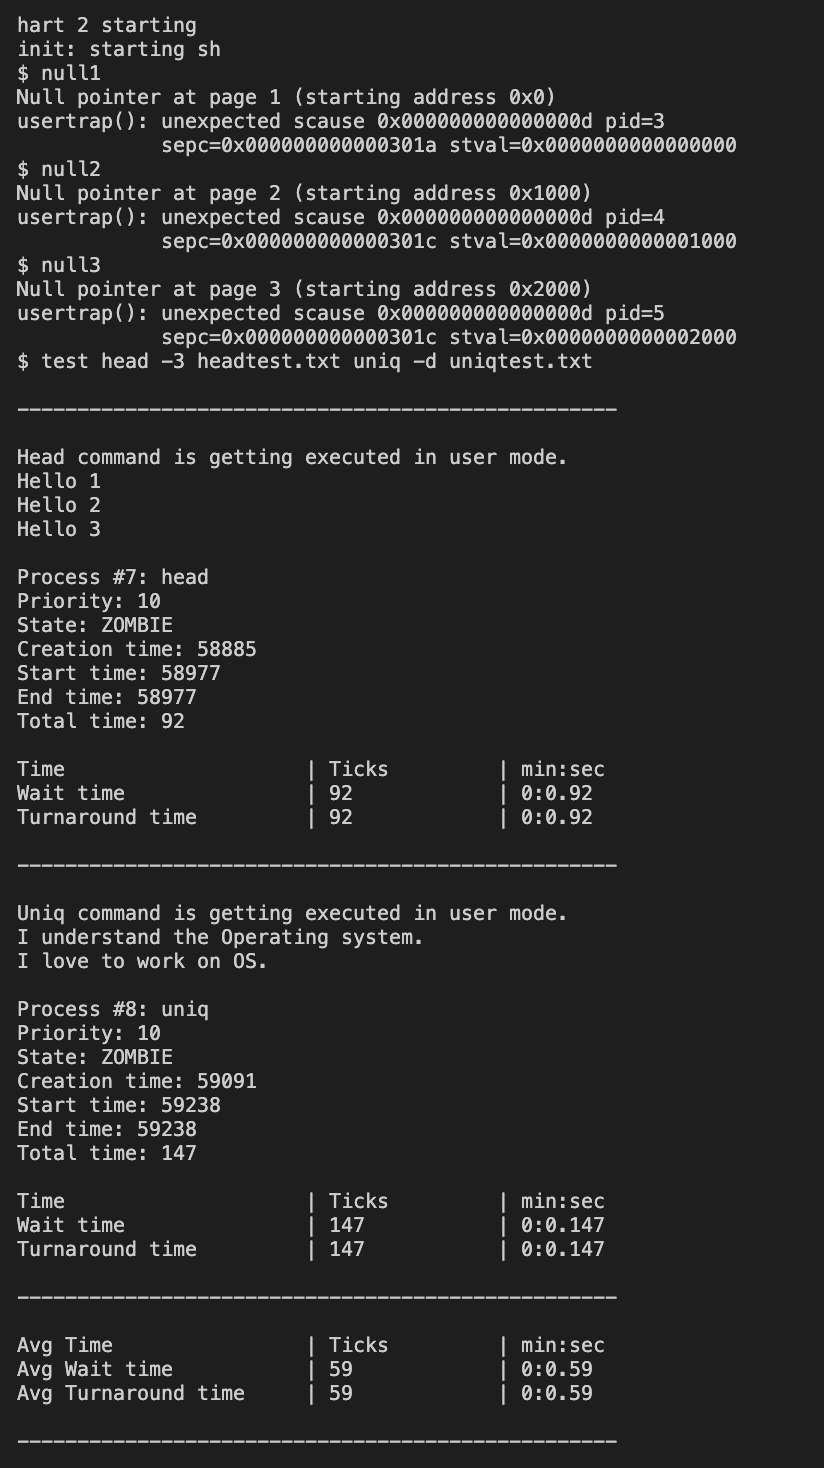 hart 2 starting
init: starting sh
$ null1
Null pointer at page 1 (starting address 0x0)
usertrap(): unexpected scause 0x000000000000000d pid=3
            sepc=0x000000000000301a stval=0x0000000000000000
$ null2
Null pointer at page 2 (starting address 0x1000)
usertrap(): unexpected scause 0x000000000000000d pid=4
            sepc=0x000000000000301c stval=0x0000000000001000
$ null3
Null pointer at page 3 (starting address 0x2000)
usertrap(): unexpected scause 0x000000000000000d pid=5
            sepc=0x000000000000301c stval=0x0000000000002000
$ test head -3 headtest.txt uniq -d uniqtest.txt

--------------------------------------------------

Head command is getting executed in user mode.
Hello 1
Hello 2
Hello 3

Process #7: head
Priority: 10
State: ZOMBIE
Creation time: 58885
Start time: 58977
End time: 58977
Total time: 92

Time                    | Ticks         | min:sec
Wait time               | 92            | 0:0.92
Turnaround time         | 92            | 0:0.92

--------------------------------------------------

Uniq command is getting executed in user mode.
I understand the Operating system.
I love to work on OS.

Process #8: uniq
Priority: 10
State: ZOMBIE
Creation time: 59091
Start time: 59238
End time: 59238
Total time: 147

Time                    | Ticks         | min:sec
Wait time               | 147           | 0:0.147
Turnaround time         | 147           | 0:0.147

--------------------------------------------------

Avg Time                | Ticks         | min:sec
Avg Wait time           | 59            | 0:0.59
Avg Turnaround time     | 59            | 0:0.59

--------------------------------------------------